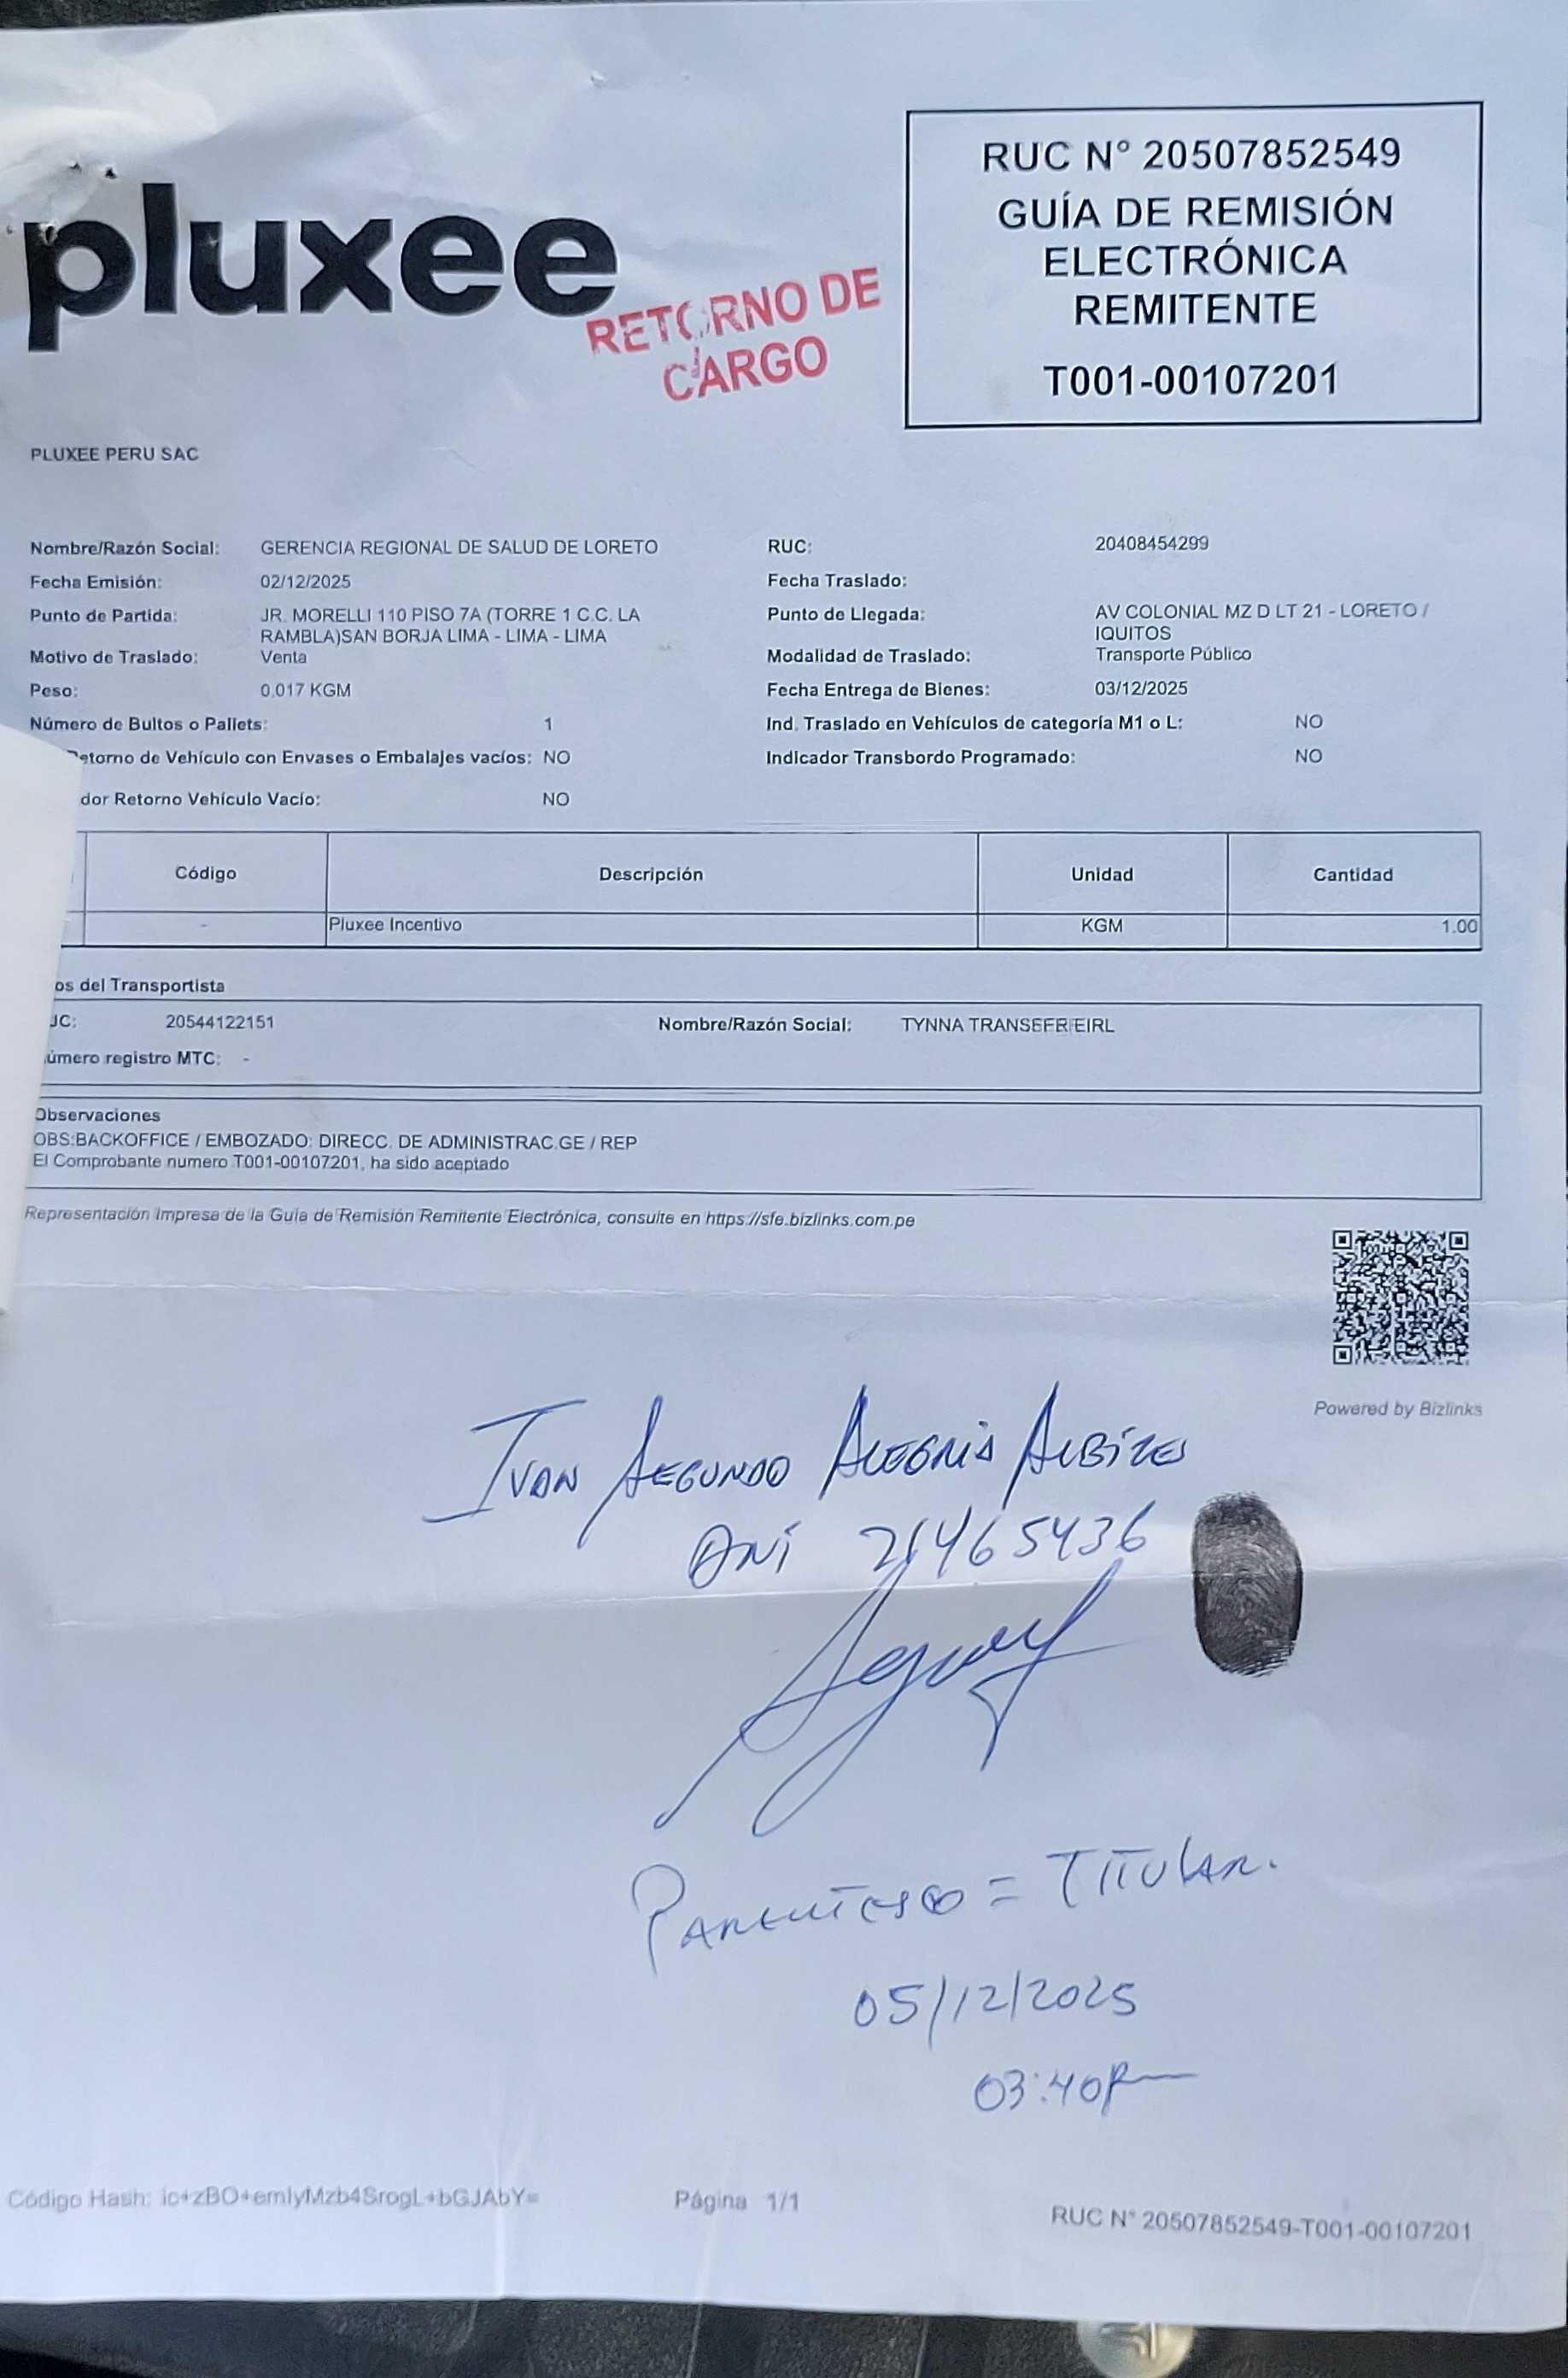 pluxee
RETORNO DE
CARGO
RUC N° 20507852549
GUÍA DE REMISIÓN
ELECTRÓNICA
REMITENTE
T001-00107201
PLUXEE PERU SAC
Nombre/Razón Social: GERENCIA REGIONAL DE SALUD DE LORETO RUC: 20408454299
Fecha Emisión: 02/12/2025 Fecha Traslado:
Punto de Partida: JR. MORELLI 110 PISO 7A (TORRE 1 C.C. LA Punto de Llegada: AV COLONIAL MZ D LT 21 - LORETO /
RAMBLA)SAN BORJA LIMA - LIMA - LIMA IQUITOS
Motivo de Traslado: Venta Modalidad de Traslado: Transporte Público
Peso: 0.017 KGM Fecha Entrega de Bienes: 03/12/2025
Número de Bultos o Pallets: 1 Ind. Traslado en Vehículos de categoría M1 o L: NO
etorno de Vehículo con Envases o Embalajes vacíos: NO Indicador Transbordo Programado: NO
dor Retorno Vehículo Vacío: NO
Código Descripción Unidad Cantidad
- Pluxee Incentivo KGM 1.00
os del Transportista
UC: 20544122151 Nombre/Razón Social: TYNNA TRANSEFR EIRL
úmero registro MTC: -
Observaciones
OBS:BACKOFFICE / EMBOZADO: DIRECC. DE ADMINISTRAC.GE / REP
El Comprobante numero T001-00107201, ha sido aceptado
Representación Impresa de la Guía de Remisión Remitente Electrónica, consulte en https://sfe.bizlinks.com.pe
Powered by Bizlinks
IVAN SEGUNDO ALEGRIA ALBÍZES
DNI 21465436
PARENTESCO = TITULAR.
05/12/2025
03:40P
Código Hash: ic+zBO+emlyMzb4SrogL+bGJAbY=
Página 1/1
RUC N° 20507852549-T001-00107201